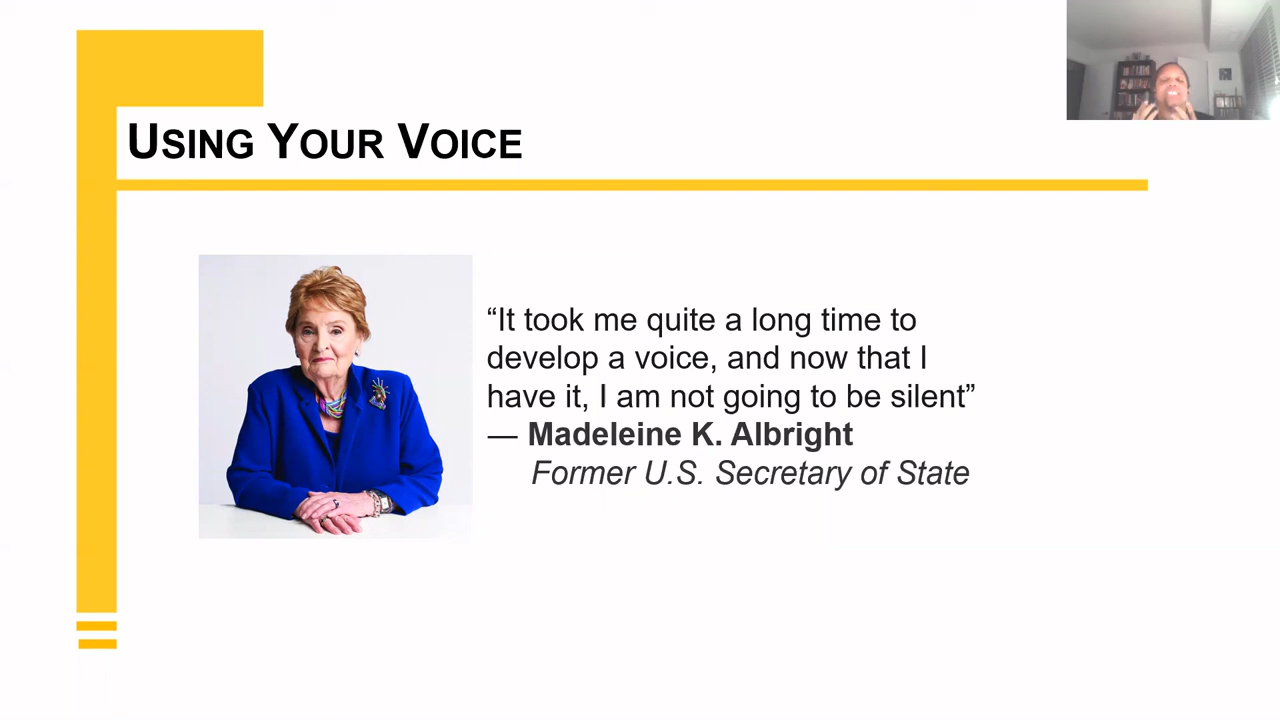 USING YOUR VOICE
“It took me quite a long time to
develop a voice, and now that I
have it, I am not going to be silent”
— Madeleine K. Albright
Former U.S. Secretary of State